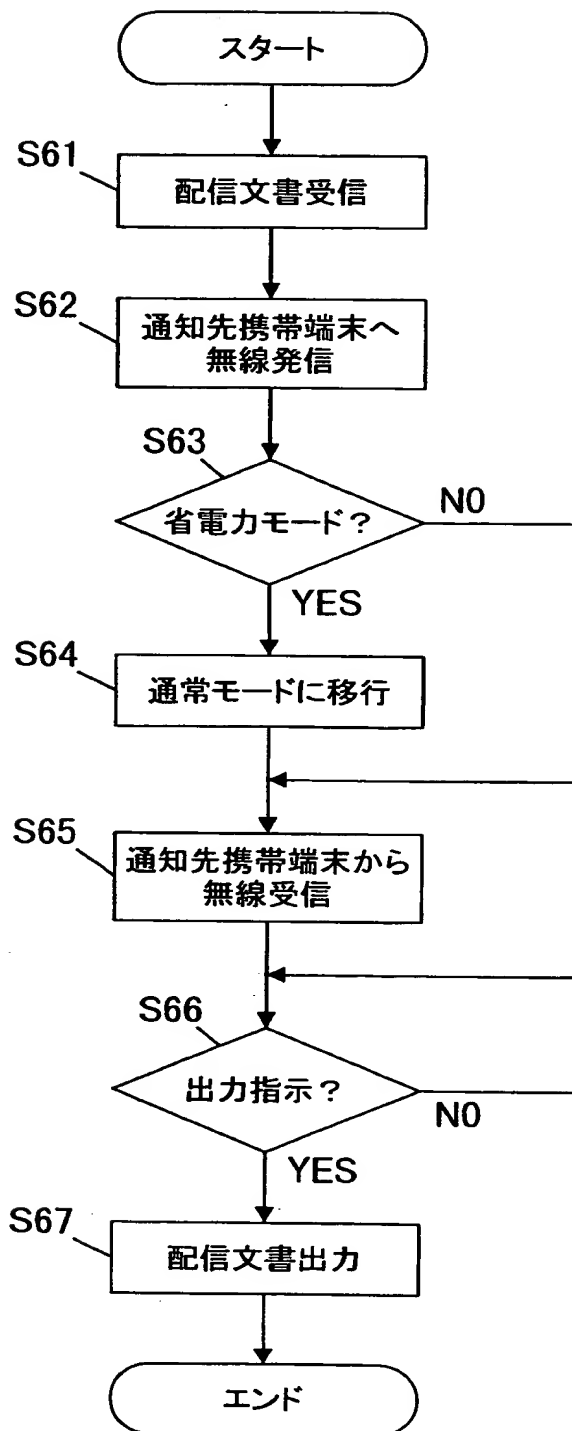 スタート
S61
配信文書受信
S62
通知先携帯端末へ
無線発信
S63
省電力モード？
NO
YES
S64
通常モードに移行
S65
通知先携帯端末から
無線受信
S66
出力指示？
NO
YES
S67
配信文書出力
エンド